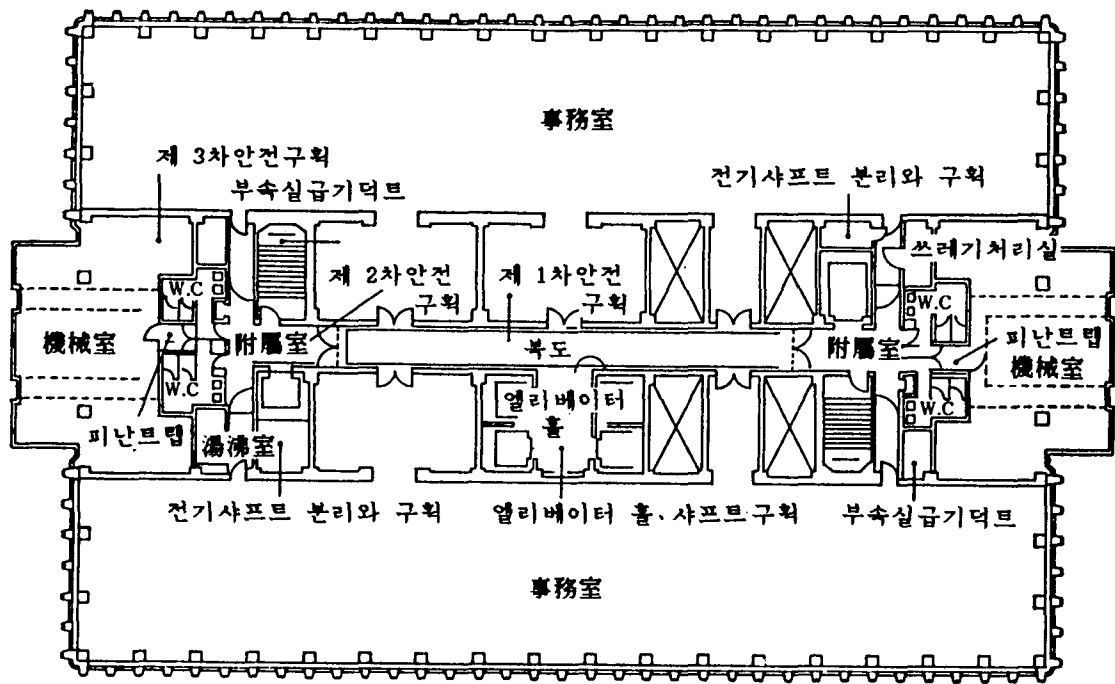 事務室
제 3차안전구획
부속실급기덕트
전기샤프트 분리와 구획
쓰레기처리실
W.C
제 2차안전
구획
제 1차안전
구획
W.C
機械室
附屬室
복도
附屬室
피난트랩
機械室
W.C
엘리베이터
홀
W.C
피난트랩
湯沸室
전기샤프트 분리와 구획
엘리베이터 홀.샤프트구획
부속실급기덕트
事務室